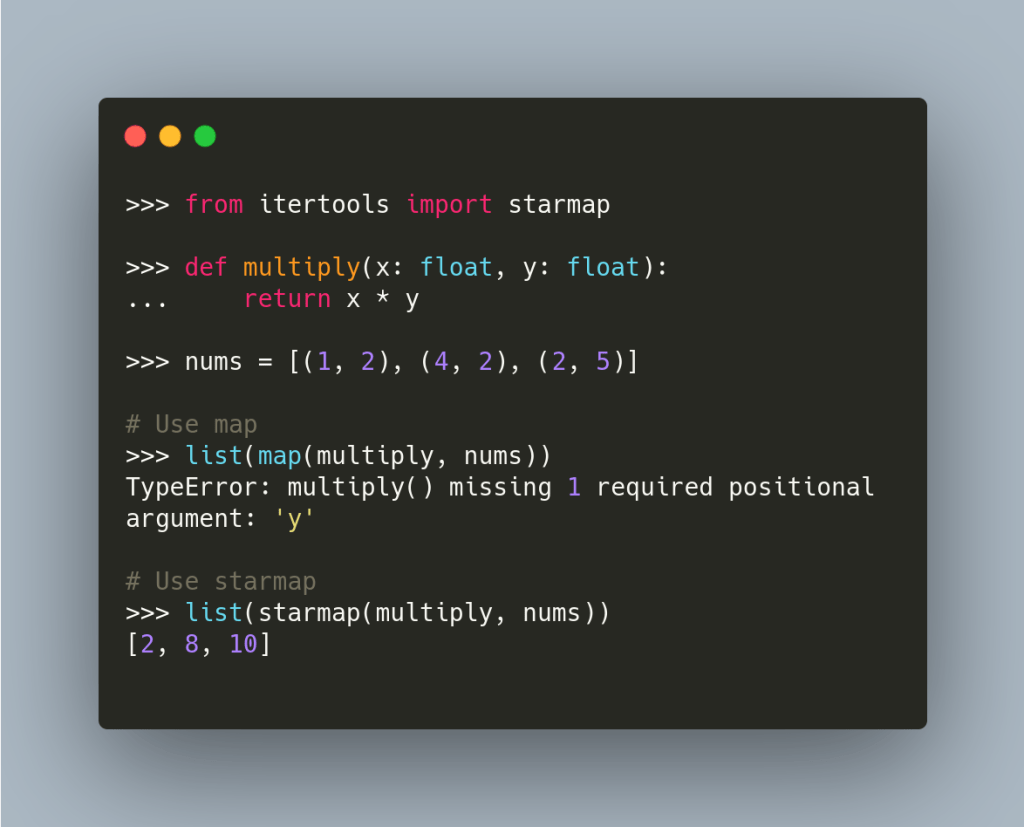 >>> from itertools import starmap
>>> def multiply(x: float, y: float):
...     return x * y
>>> nums = [(1, 2), (4, 2), (2, 5)]
# Use map
>>> list(map(multiply, nums))
TypeError: multiply() missing 1 required positional
argument: 'y'
# Use starmap
>>> list(starmap(multiply, nums))
[2, 8, 10]